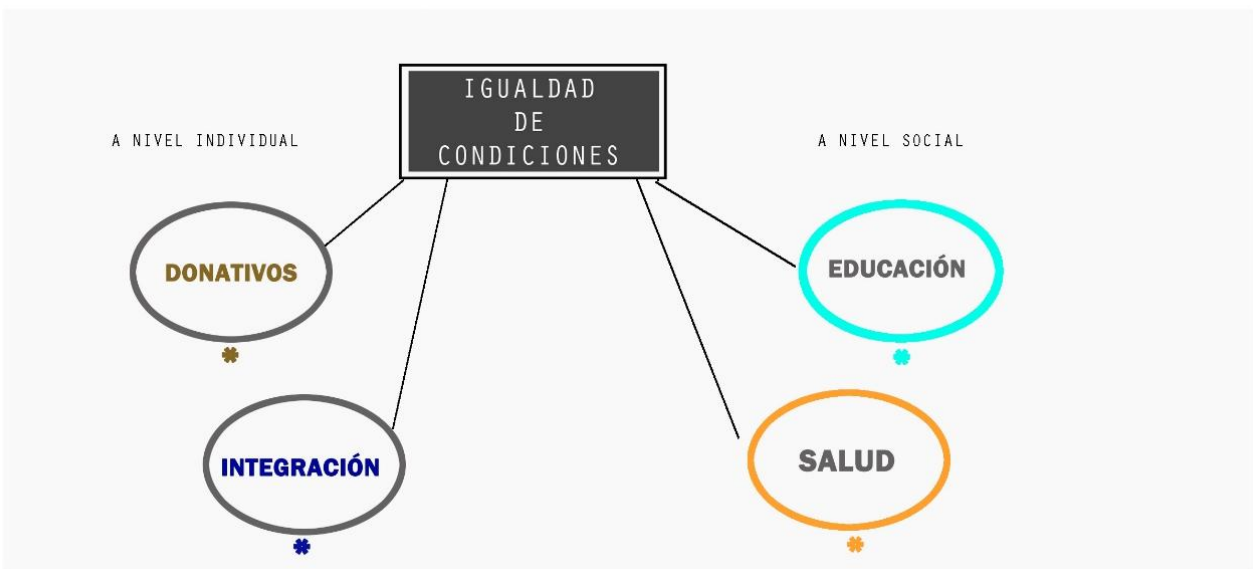 IGUALDAD
DE
CONDICIONES
A NIVEL INDIVIDUAL
A NIVEL SOCIAL
DONATIVOS
EDUCACIÓN
INTEGRACIÓN
SALUD